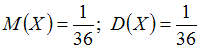 M(X) = 1/36; D(X) = 1/36